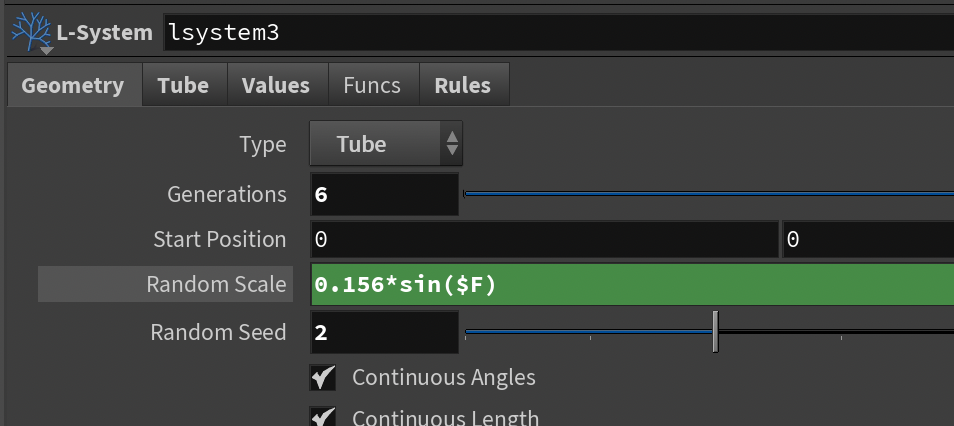 L-System lsystem3
Geometry Tube Values Funcs Rules
Type Tube
Generations 6
Start Position 0 0
Random Scale 0.156*sin($F)
Random Seed 2
Continuous Angles
Continuous Length